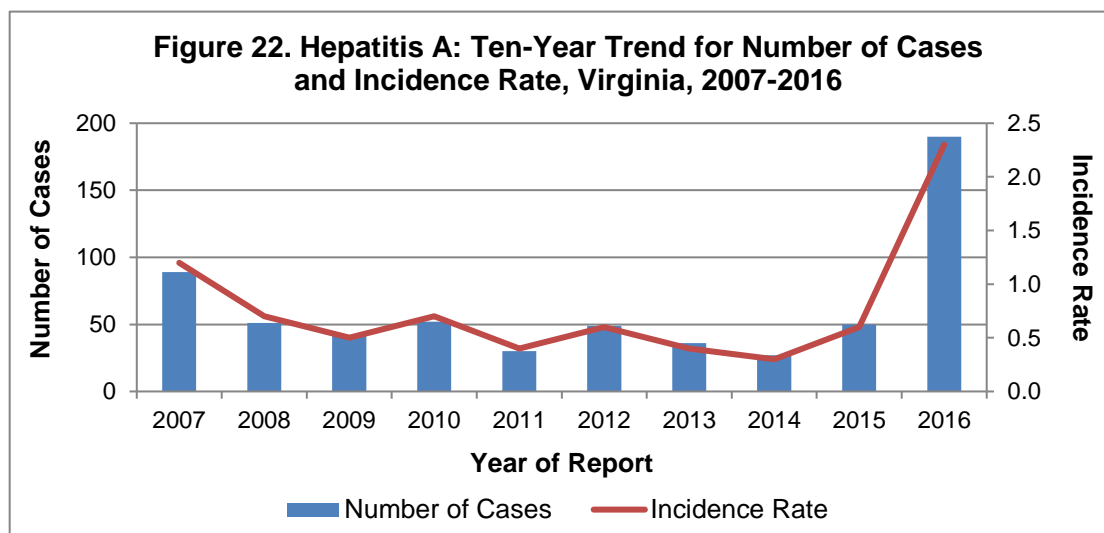 Figure 22. Hepatitis A: Ten-Year Trend for Number of Cases
and Incidence Rate, Virginia, 2007-2016
Number of Cases
200
150
100
50
0
2.5
2.0
1.5
1.0
0.5
0.0
Incidence Rate
2007 2008 2009 2010 2011 2012 2013 2014 2015 2016
Year of Report
Number of Cases Incidence Rate